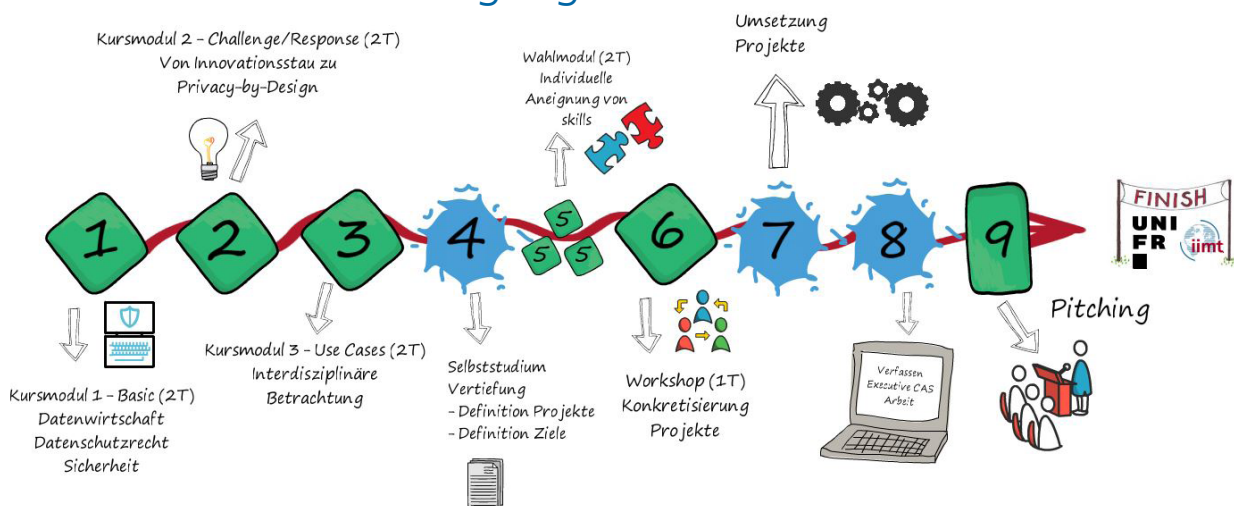 Kursmodul 2 - Challenge/Response (2T)
Von Innovationsstau zu
Privacy-by-Design
Wahlmodul (2T)
Individuelle
Aneignung von
skills
Umsetzung
Projekte
1
2
3
4
5
5
5
6
7
8
9
FINISH
UNI
FR
iimt
Kursmodul 1 - Basic (2T)
Datenwirtschaft
Datenschutzrecht
Sicherheit
Kursmodul 3 - Use Cases (2T)
Interdisziplinäre
Betrachtung
Selbststudium
Vertiefung
- Definition Projekte
- Definition Ziele
Workshop (1T)
Konkretisierung
Projekte
Verfassen
Executive CAS
Arbeit
Pitching